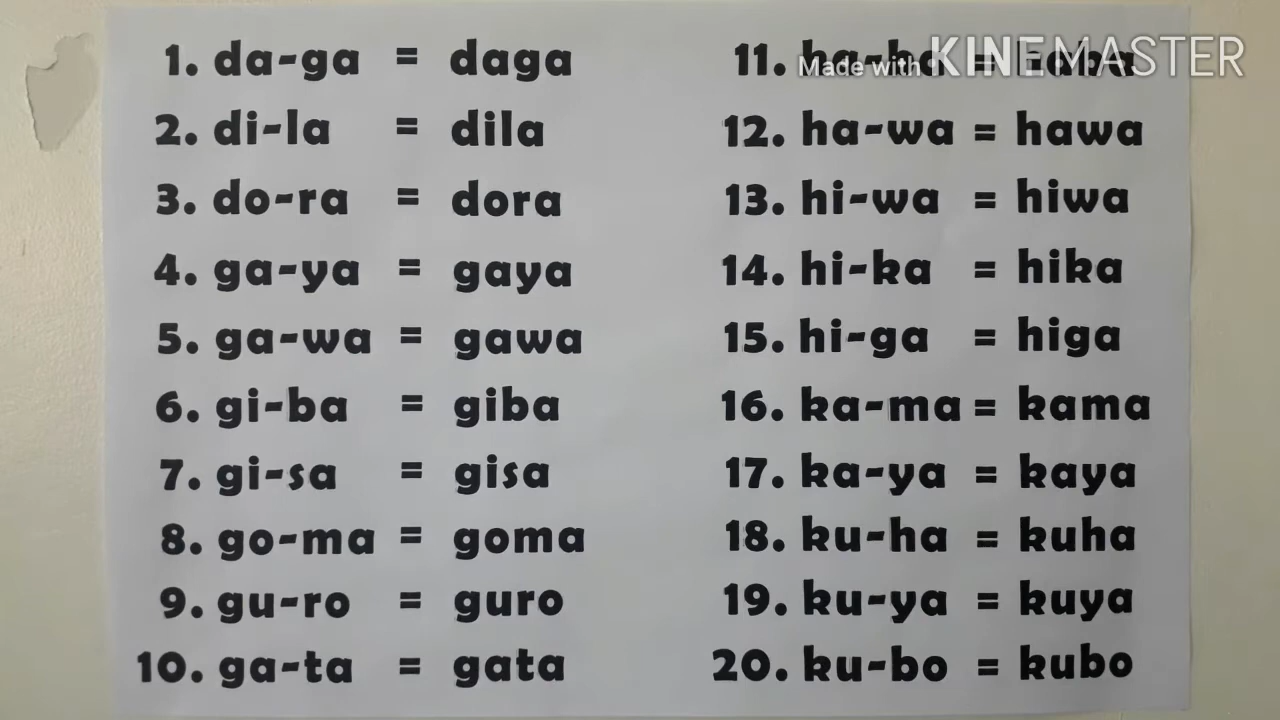 1. da-ga = daga
2. di-la = dila
3. do-ra = dora
4. ga-ya = gaya
5. ga-wa = gawa
6. gi-ba = giba
7. gi-sa = gisa
8. go-ma = goma
9. gu-ro = guro
10. ga-ta = gata
Made with KINEMASTER
11. =
12. ha-wa = hawa
13. hi-wa = hiwa
14. hi-ka = hika
15. hi-ga = higa
16. ka-ma = kama
17. ka-ya = kaya
18. ku-ha = kuha
19. ku-ya = kuya
20. ku-bo = kubo